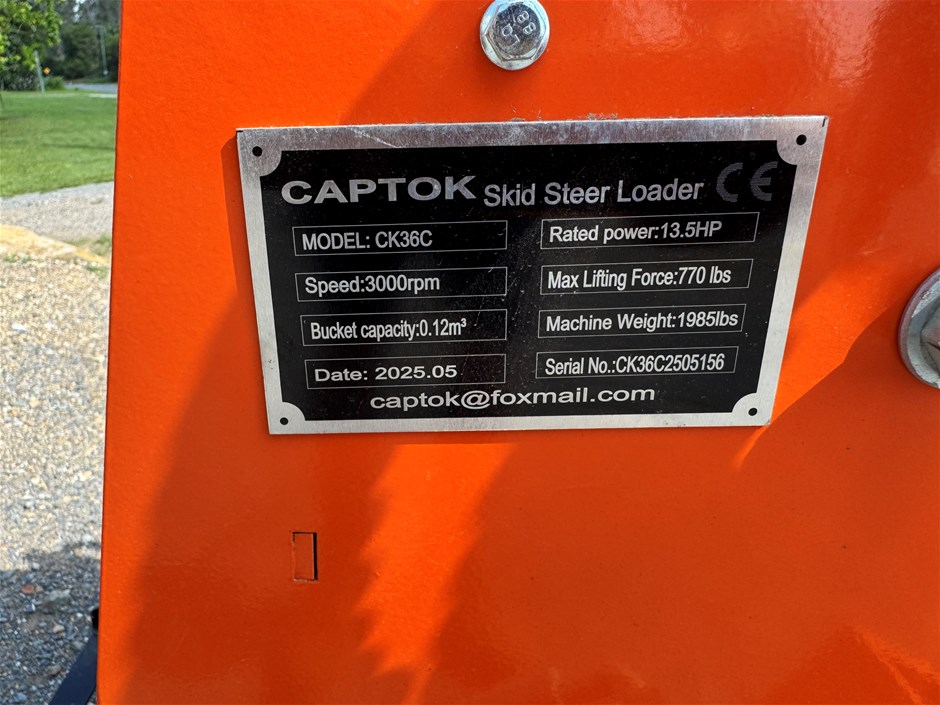 CAPTOK Skid Steer Loader CE
MODEL: CK36C
Rated power:13.5HP
Speed:3000rpm
Max Lifting Force:770 lbs
Bucket capacity:0.12m³
Machine Weight:1985lbs
Date: 2025.05
Serial No.:CK36C2505156
captok@foxmail.com